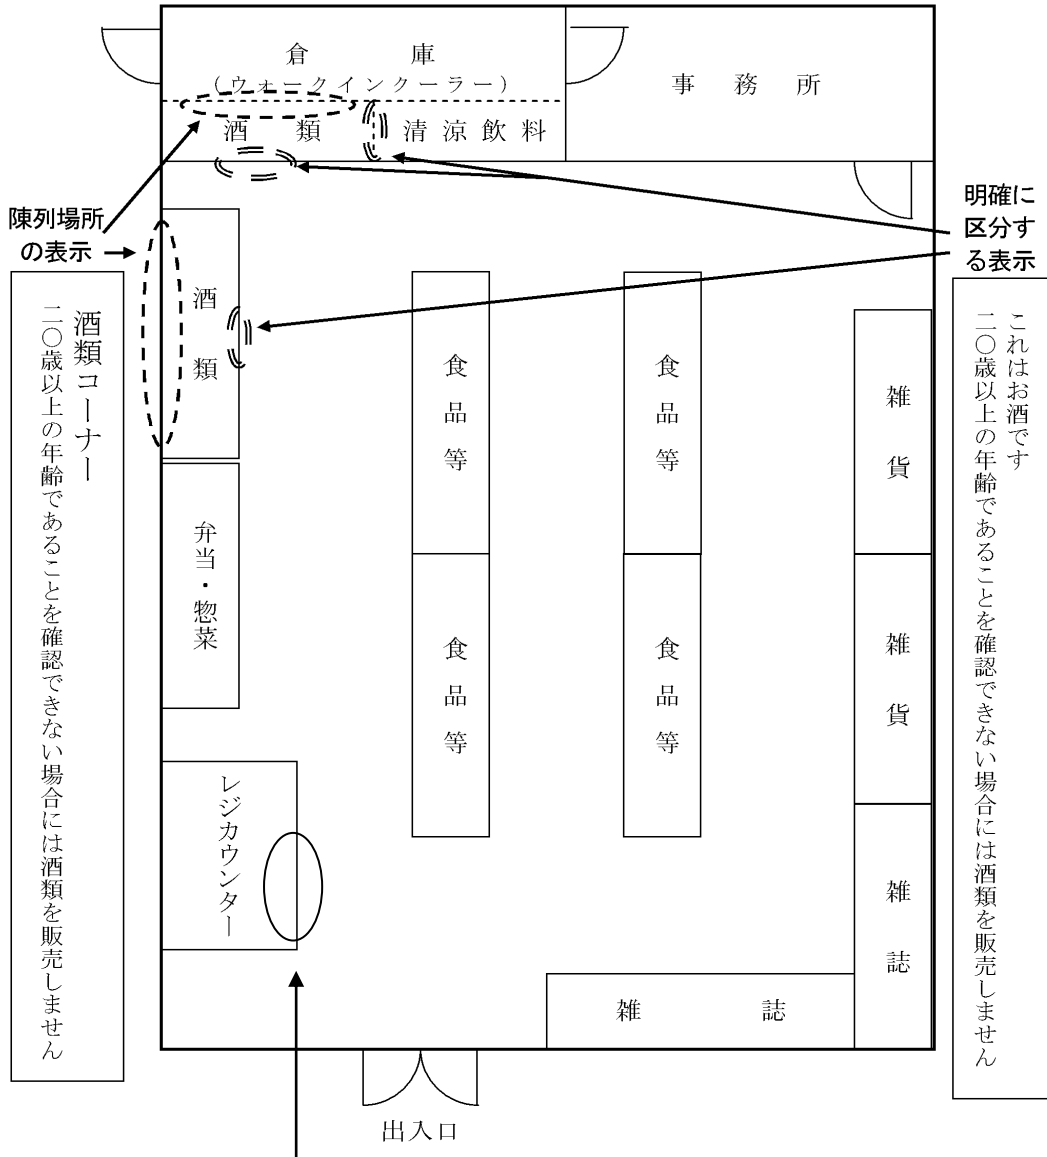 倉庫
(ウォークインクーラー)
事務所
酒類
清涼飲料
陳列場所
の表示
明確に
区分す
る表示
酒類コーナー
二〇歳以上の年齢であることを確認できない場合には酒類を販売しません
酒類
食品等
食品等
雑貨
これはお酒です
二〇歳以上の年齢であることを確認できない場合には酒類を販売しません
弁当・惣菜
食品等
食品等
雑貨
レジカウンター
雑誌
雑誌
出入口